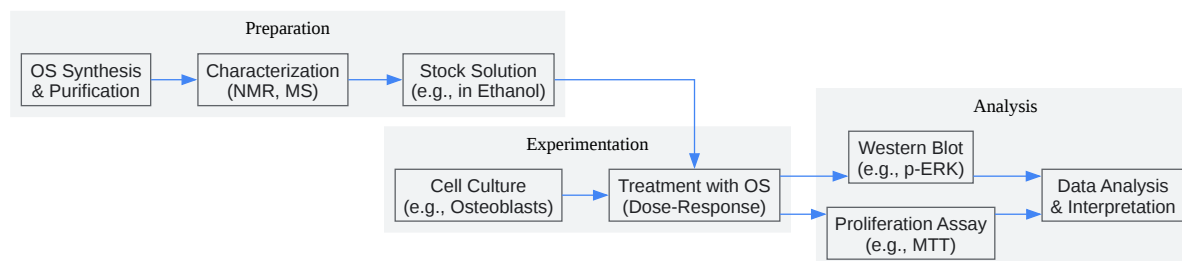 Preparation
OS Synthesis
& Purification
Characterization
(NMR, MS)
Stock Solution
(e.g., in Ethanol)
Experimentation
Cell Culture
(e.g., Osteoblasts)
Treatment with OS
(Dose-Response)
Analysis
Western Blot
(e.g., p-ERK)
Proliferation Assay
(e.g., MTT)
Data Analysis
& Interpretation